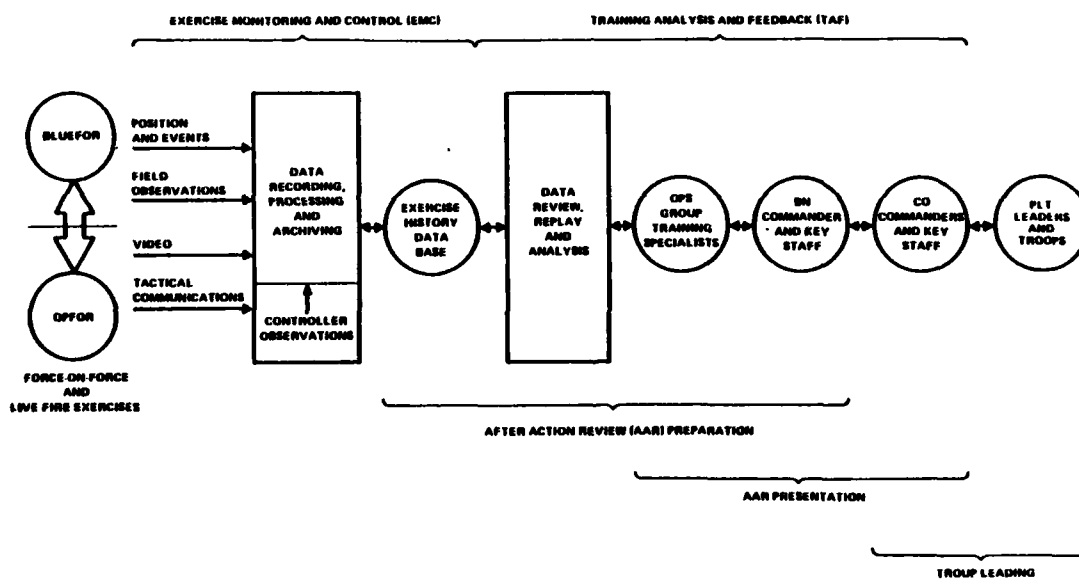 EXERCISE MONITORING AND CONTROL (EMC)
TRAINING ANALYSIS AND FEEDBACK (TAF)
BLUEFOR
OPFOR
FORCE-ON-FORCE
AND
LIVE FIRE EXERCISES
POSITION
AND EVENTS
FIELD
OBSERVATIONS
VIDEO
TACTICAL
COMMUNICATIONS
DATA
RECORDING,
PROCESSING
AND
ARCHIVING
CONTROLLER
OBSERVATIONS
EXERCISE
HISTORY
DATA
BASE
DATA
REVIEW,
REPLAY
AND
ANALYSIS
OPS
GROUP
TRAINING
SPECIALISTS
BN
COMMANDER
AND KEY
STAFF
CO
COMMANDERS
AND KEY
STAFF
PLT
LEADERS
AND
TROOPS
AFTER ACTION REVIEW (AAR) PREPARATION
AAR PRESENTATION
TROUP LEADING